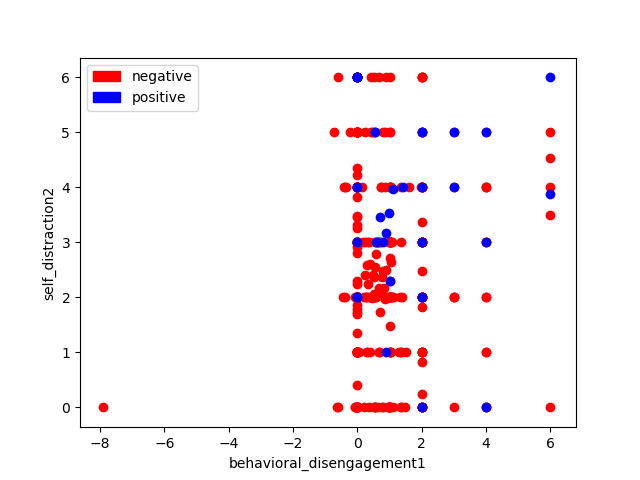 negative
positive
6
5
4
3
2
1
0
self_distraction2
−8 −6 −4 −2 0 2 4 6
behavioral_disengagement1